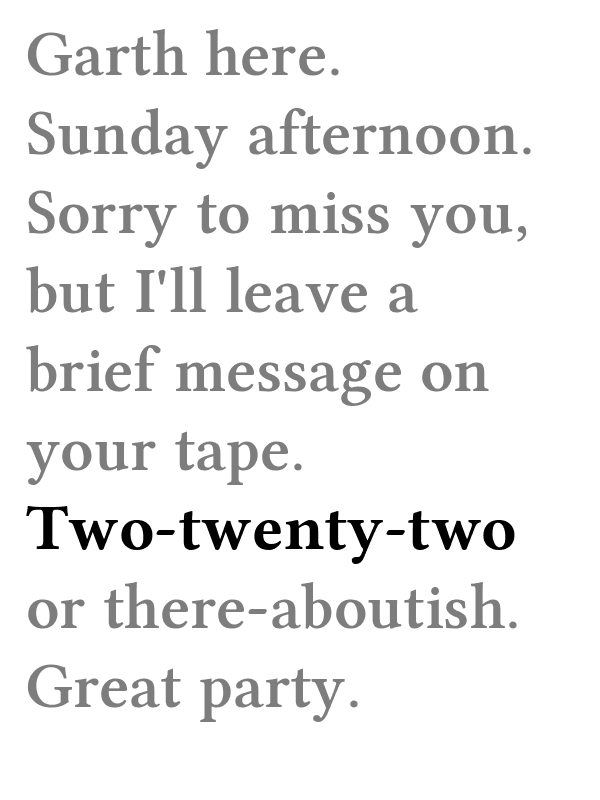 Garth here.
Sunday afternoon.
Sorry to miss you,
but I'll leave a
brief message on
your tape.
Two-twenty-two
or there-aboutish.
Great party.